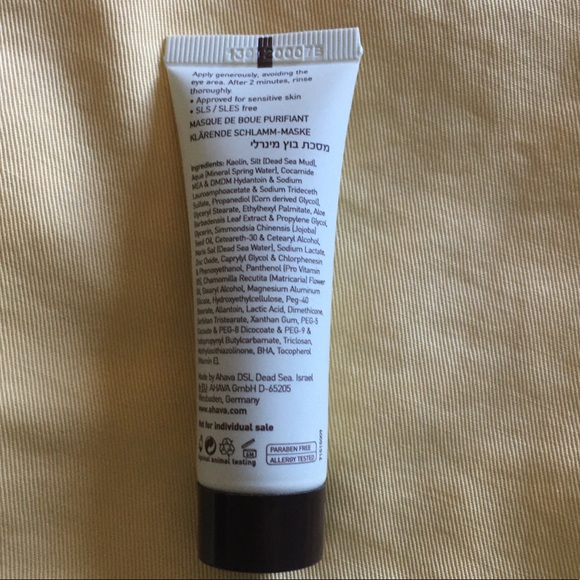 Apply generously, avoiding the
eye area. After 2 minutes, rinse
thoroughly.
• Approved for sensitive skin
• SLS / SLES free
MASQUE DE BOUE PURIFIANT
KLÄRENDE SCHLAMM-MASKE
מסכת בוץ מינרלי
Ingredients: Kaolin, Silt (Dead Sea Mud),
Aqua (Mineral Spring Water), Cocamide
MEA & DMDM Hydantoin & Sodium
Lauroamphoacetate & Sodium Trideceth
Sulfate, Propanediol (Corn derived Glycol),
Glyceryl Stearate, Ethylhexyl Palmitate, Aloe
Barbadensis Leaf Extract & Propylene Glycol,
Glycerin, Simmondsia Chinensis (Jojoba)
Seed Oil, Ceteareth-30 & Cetearyl Alcohol,
Maris Sal (Dead Sea Water), Sodium Lactate,
Zinc Oxide, Caprylyl Glycol & Chlorphenesin
& Phenoxyethanol, Panthenol (Pro Vitamin
Chamomilla Recutita (Matricaria) Flower
Stearyl Alcohol, Magnesium Aluminum
Hydroxyethylcellulose, Peg-40
Stearate, Allantoin, Lactic Acid, Dimethicone,
Sorbitan Tristearate, Xanthan Gum, PEG-5
& PEG-8 Dicocoate & PEG-9 &
Butylcarbamate, Triclosan,
Methylisothiazolinone, BHA, Tocopherol
(Vitamin E).
Made by Ahava DSL Dead Sea. Israel
AHAVA GmbH D-65205
Wiesbaden, Germany
www.ahava.com
Not for individual sale
against animal testing
PARABEN FREE
ALLERGY TESTED